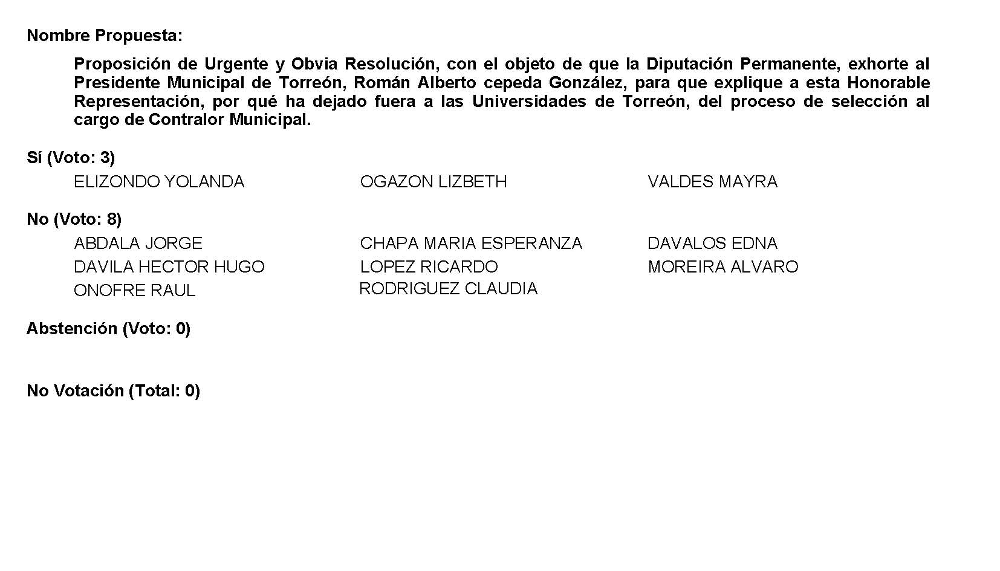 Nombre Propuesta:
Proposición de Urgente y Obvia Resolución, con el objeto de que la Diputación Permanente, exhorte al
Presidente Municipal de Torreón, Román Alberto cepeda González, para que explique a esta Honorable
Representación, por qué ha dejado fuera a las Universidades de Torreón, del proceso de selección al
cargo de Contralor Municipal.
Sí (Voto: 3)
ELIZONDO YOLANDA OGAZON LIZBETH VALDES MAYRA
No (Voto: 8)
ABDALA JORGE CHAPA MARIA ESPERANZA DAVALOS EDNA
DAVILA HECTOR HUGO LOPEZ RICARDO MOREIRA ALVARO
ONOFRE RAUL RODRIGUEZ CLAUDIA
Abstención (Voto: 0)
No Votación (Total: 0)